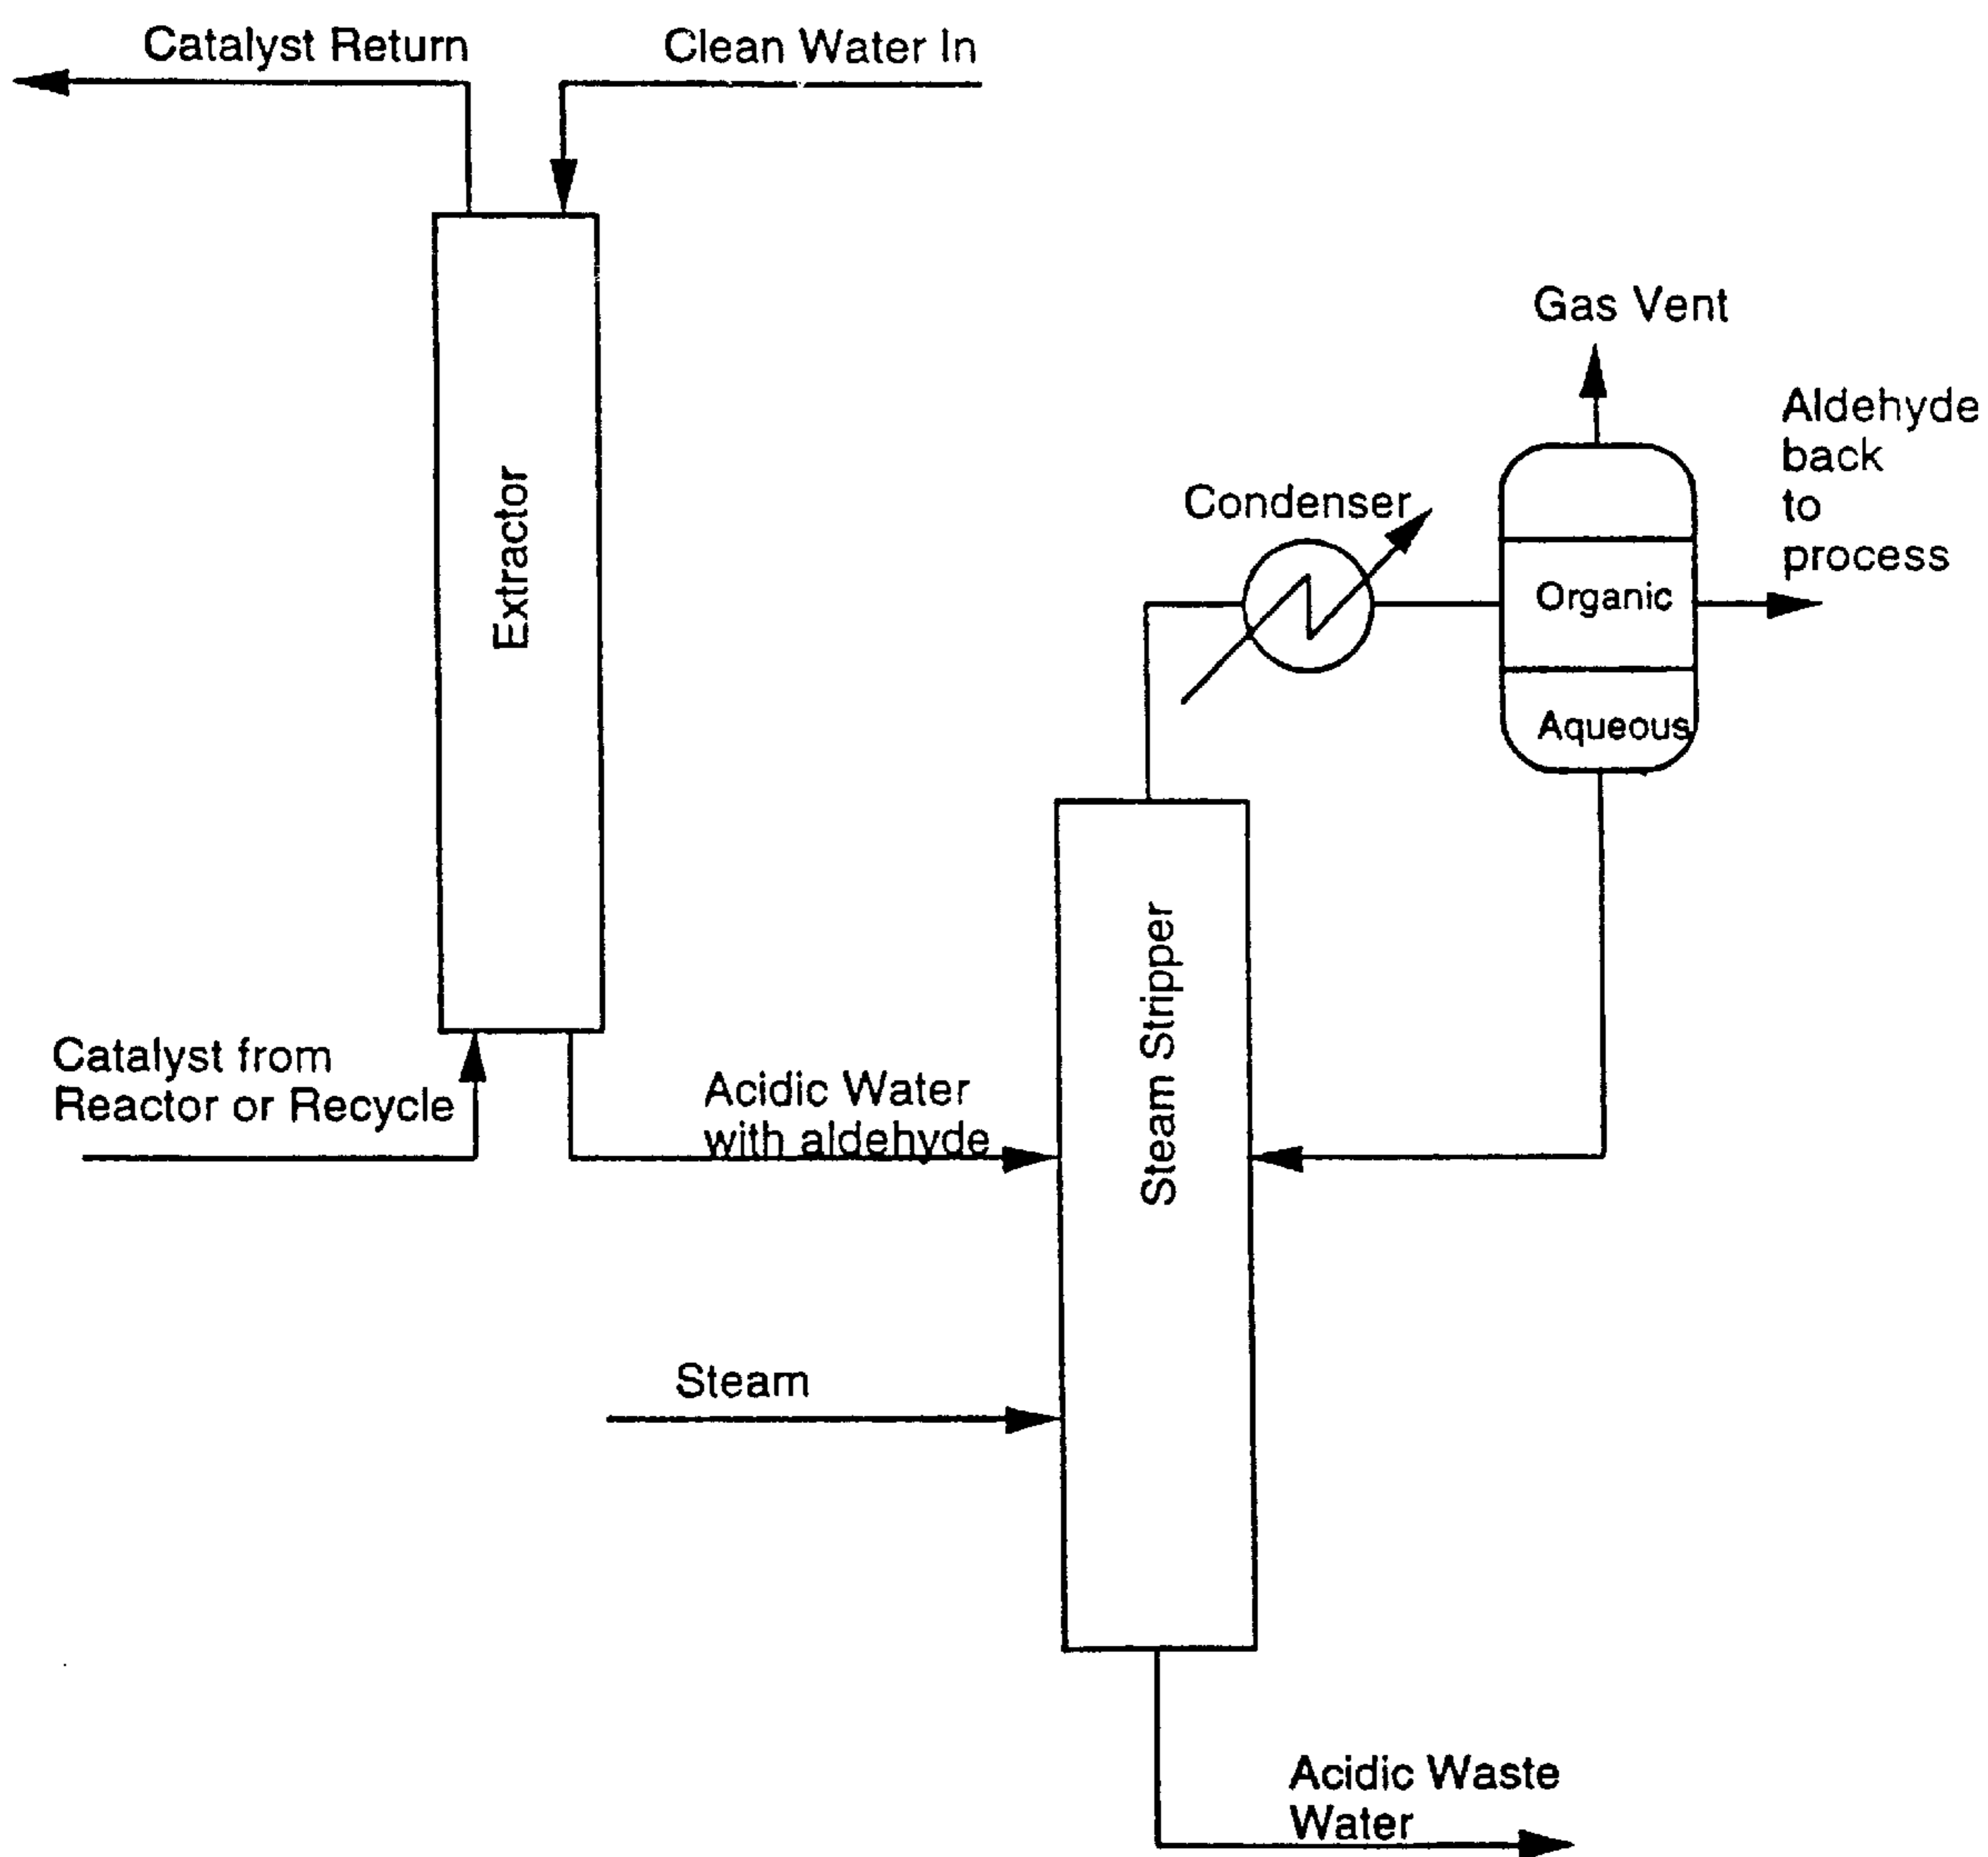 Catalyst Return
Clean Water In
Extractor
Gas Vent
Aldehyde
back
to
process
Condenser
Organic
Aqueous
Steam Stripper
Catalyst from
Reactor or Recycle
Acidic Water
with aldehyde
Steam
Acidic Waste
Water